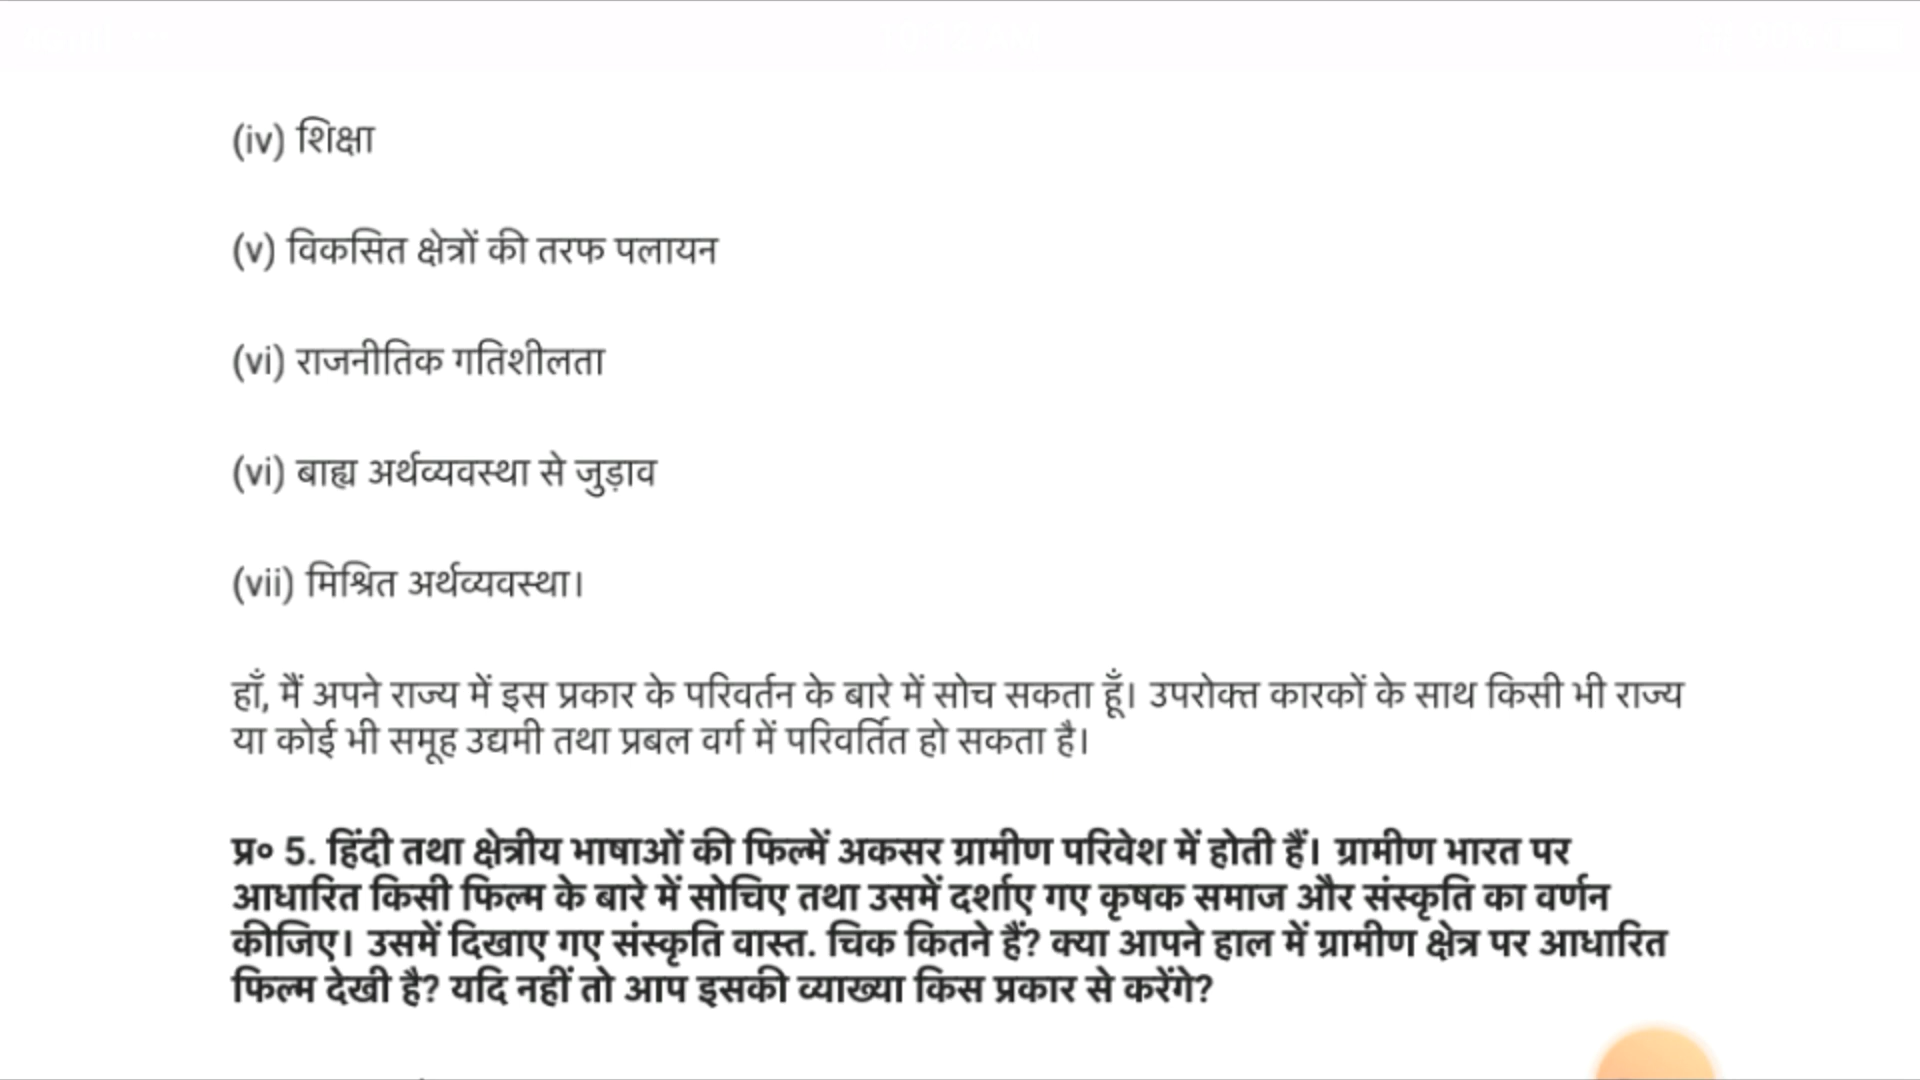 (iv) शिक्षा
(v) विकसित क्षेत्रों की तरफ पलायन
(vi) राजनीतिक गतिशीलता
(vi) बाह्य अर्थव्यवस्था से जुड़ाव
(vii) मिश्रित अर्थव्यवस्था।
हाँ, मैं अपने राज्य में इस प्रकार के परिवर्तन के बारे में सोच सकता हूँ। उपरोक्त कारकों के साथ किसी भी राज्य
या कोई भी समूह उद्यमी तथा प्रबल वर्ग में परिवर्तित हो सकता है।
प्र० 5. हिंदी तथा क्षेत्रीय भाषाओं की फिल्में अकसर ग्रामीण परिवेश में होती हैं। ग्रामीण भारत पर
आधारित किसी फिल्म के बारे में सोचिए तथा उसमें दर्शाए गए कृषक समाज और संस्कृति का वर्णन
कीजिए। उसमें दिखाए गए संस्कृति वास्त. चिक कितने हैं? क्या आपने हाल में ग्रामीण क्षेत्र पर आधारित
फिल्म देखी है? यदि नहीं तो आप इसकी व्याख्या किस प्रकार से करेंगे?